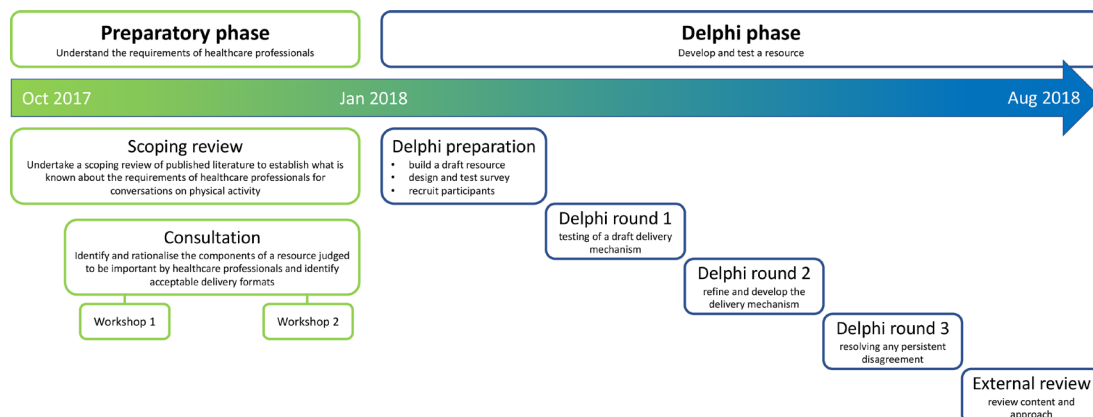 Preparatory phase
Understand the requirements of healthcare professionals
Delphi phase
Develop and test a resource
Oct 2017
Jan 2018
Aug 2018
Scoping review
Undertake a scoping review of published literature to establish what is
known about the requirements of healthcare professionals for
conversations on physical activity
Consultation
Identify and rationalise the components of a resource judged
to be important by healthcare professionals and identify
acceptable delivery formats
Workshop 1
Workshop 2
Delphi preparation
• build a draft resource
• design and test survey
• recruit participants
Delphi round 1
testing of a draft delivery
mechanism
Delphi round 2
refine and develop the
delivery mechanism
Delphi round 3
resolving any persistent
disagreement
External review
review content and
approach